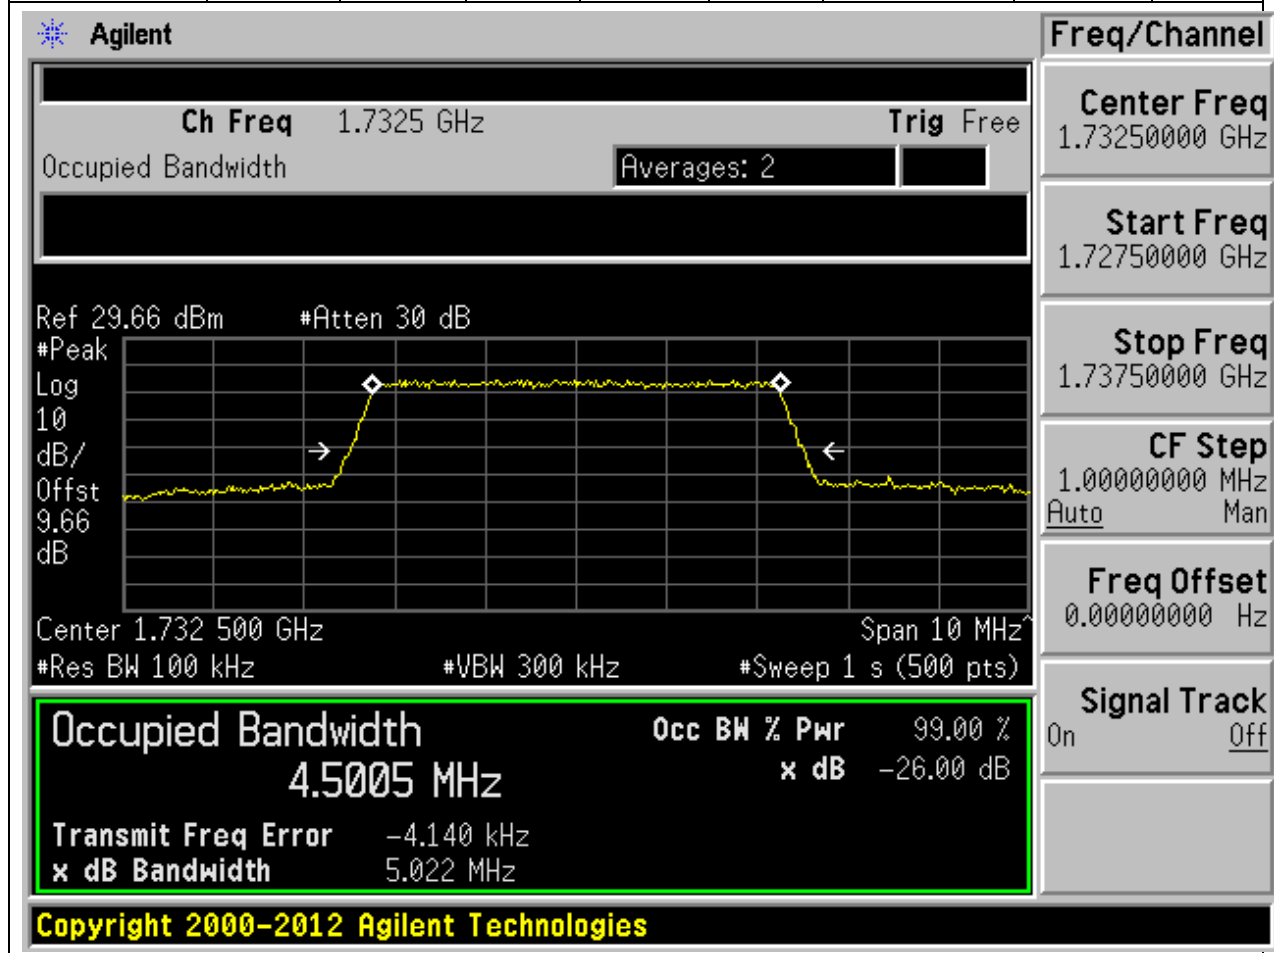 Agilent
Freq/Channel
Ch Freq 1.7325 GHz Trig Free
Occupied Bandwidth Averages: 2
Center Freq
1.73250000 GHz
Start Freq
1.72750000 GHz
Stop Freq
1.73750000 GHz
CF Step
1.00000000 MHz
Auto Man
Freq Offset
0.00000000 Hz
Signal Track
On Off
Ref 29.66 dBm #Atten 30 dB
#Peak
Log
10
dB/
Offst
9.66
dB
Center 1.732 500 GHz Span 10 MHz^
#Res BW 100 kHz #VBW 300 kHz #Sweep 1 s (500 pts)
Occupied Bandwidth Occ BW % Pwr 99.00 %
4.5005 MHz x dB -26.00 dB
Transmit Freq Error -4.140 kHz
x dB Bandwidth 5.022 MHz
Copyright 2000-2012 Agilent Technologies